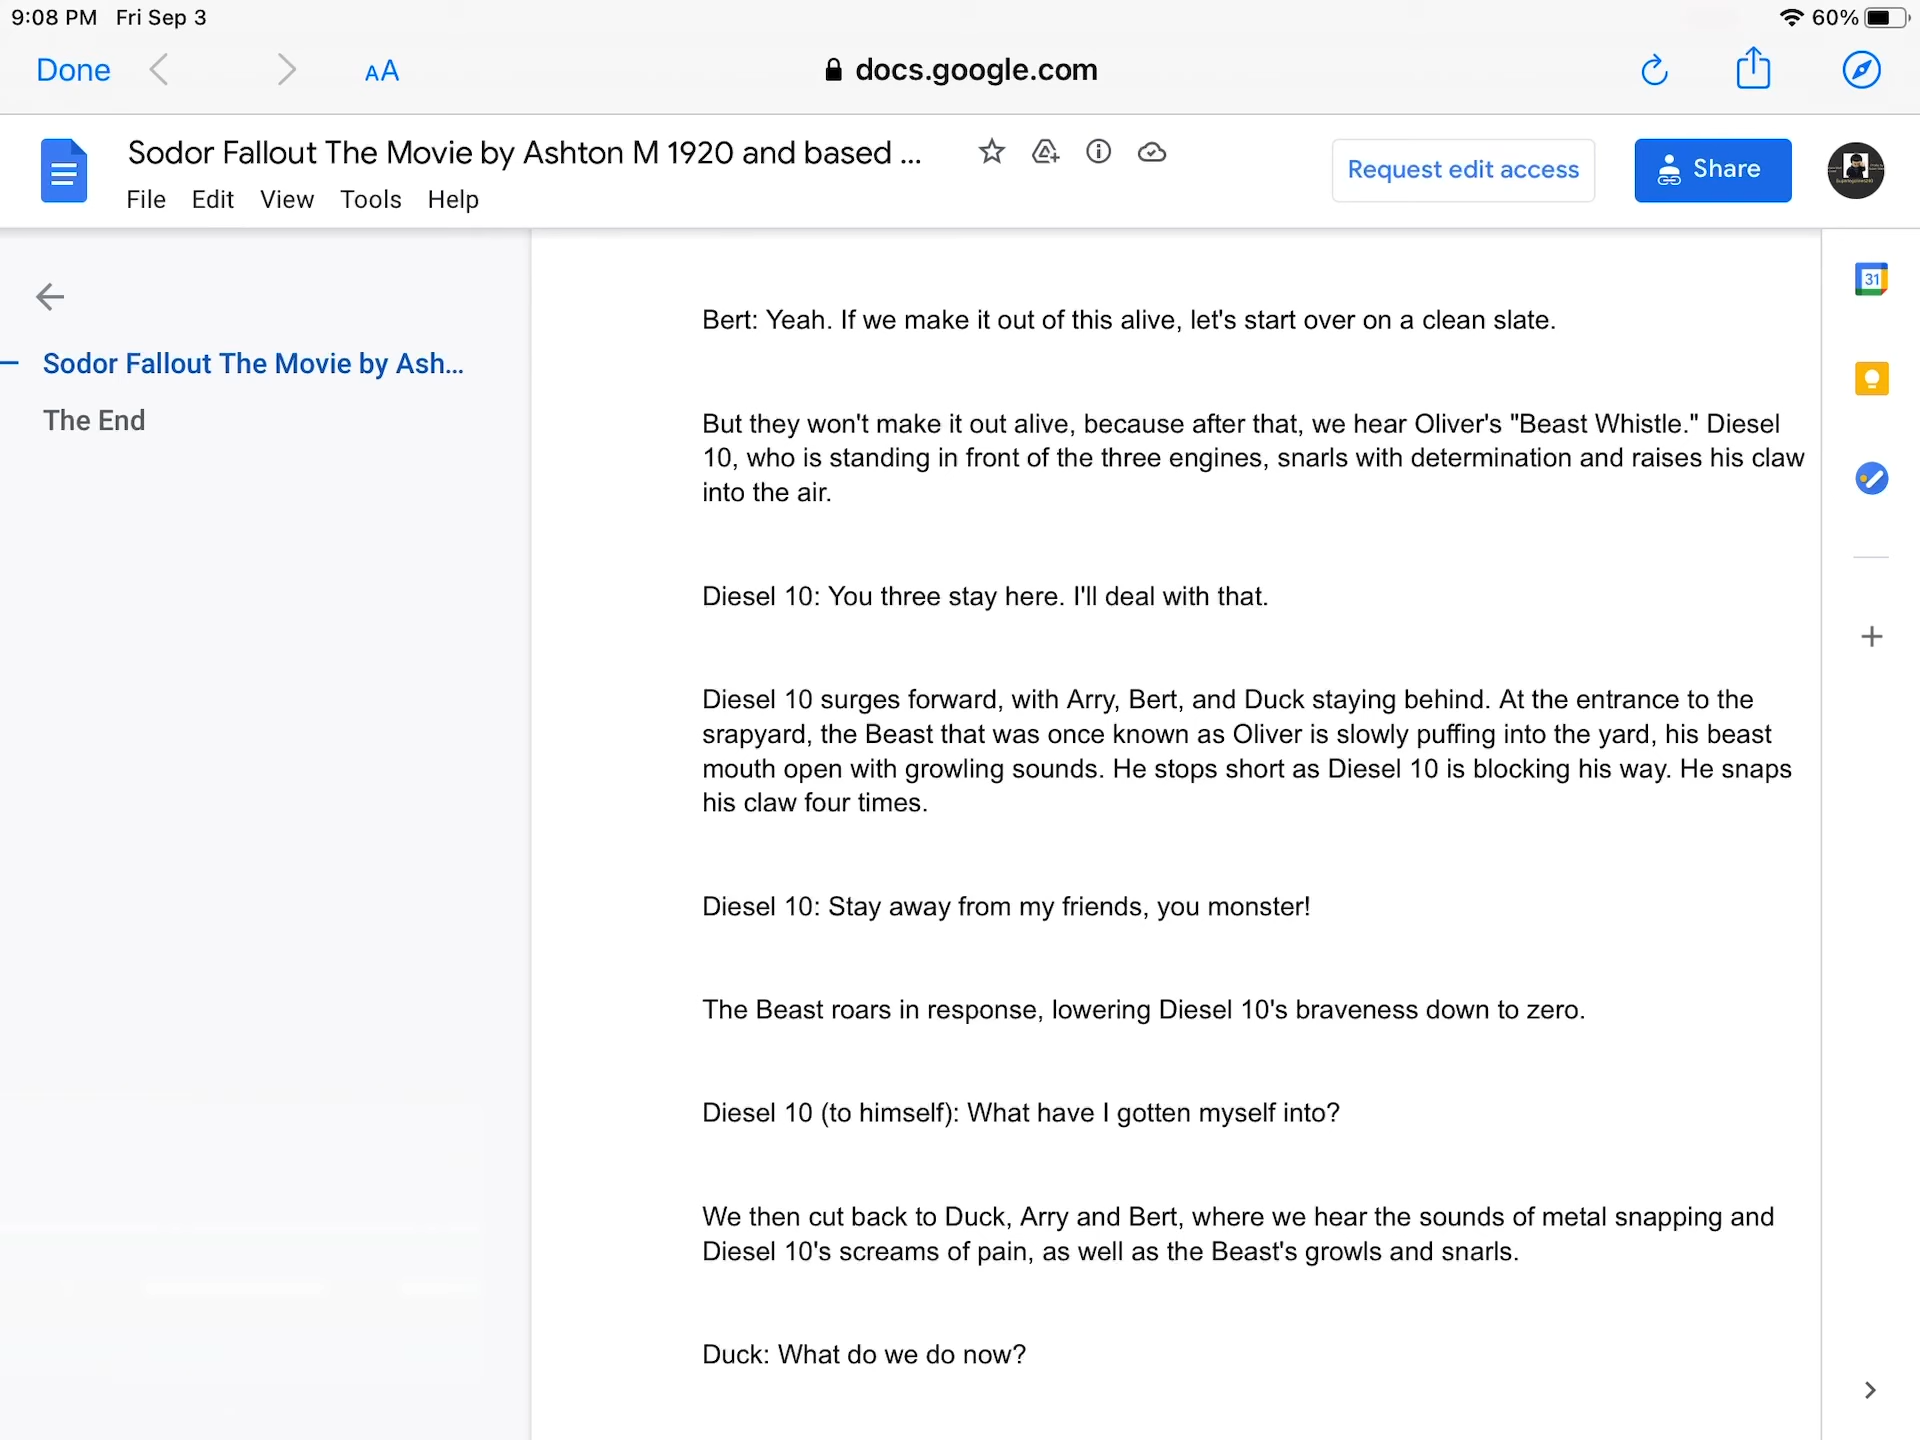 9:08 PM Fri Sep 3
60%
Done
AA
docs.google.com
Sodor Fallout The Movie by Ashton M 1920 and based ...
Request edit access
Share
File Edit View Tools Help
31
Sodor Fallout The Movie by Ash...
The End
Bert: Yeah. If we make it out of this alive, let's start over on a clean slate.
But they won't make it out alive, because after that, we hear Oliver's "Beast Whistle." Diesel
10, who is standing in front of the three engines, snarls with determination and raises his claw
into the air.
Diesel 10: You three stay here. I'll deal with that.
Diesel 10 surges forward, with Arry, Bert, and Duck staying behind. At the entrance to the
srapyard, the Beast that was once known as Oliver is slowly puffing into the yard, his beast
mouth open with growling sounds. He stops short as Diesel 10 is blocking his way. He snaps
his claw four times.
Diesel 10: Stay away from my friends, you monster!
The Beast roars in response, lowering Diesel 10's braveness down to zero.
Diesel 10 (to himself): What have I gotten myself into?
We then cut back to Duck, Arry and Bert, where we hear the sounds of metal snapping and
Diesel 10's screams of pain, as well as the Beast's growls and snarls.
Duck: What do we do now?